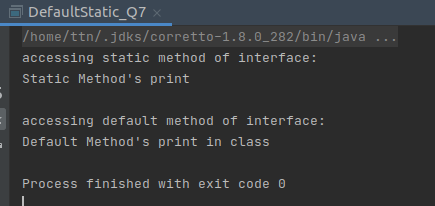 DefaultStatic_Q7 ×
/home/ttn/.jdks/corretto-1.8.0_282/bin/java ...
accessing static method of interface:
Static Method's print
accessing default method of interface:
Default Method's print in class
Process finished with exit code 0